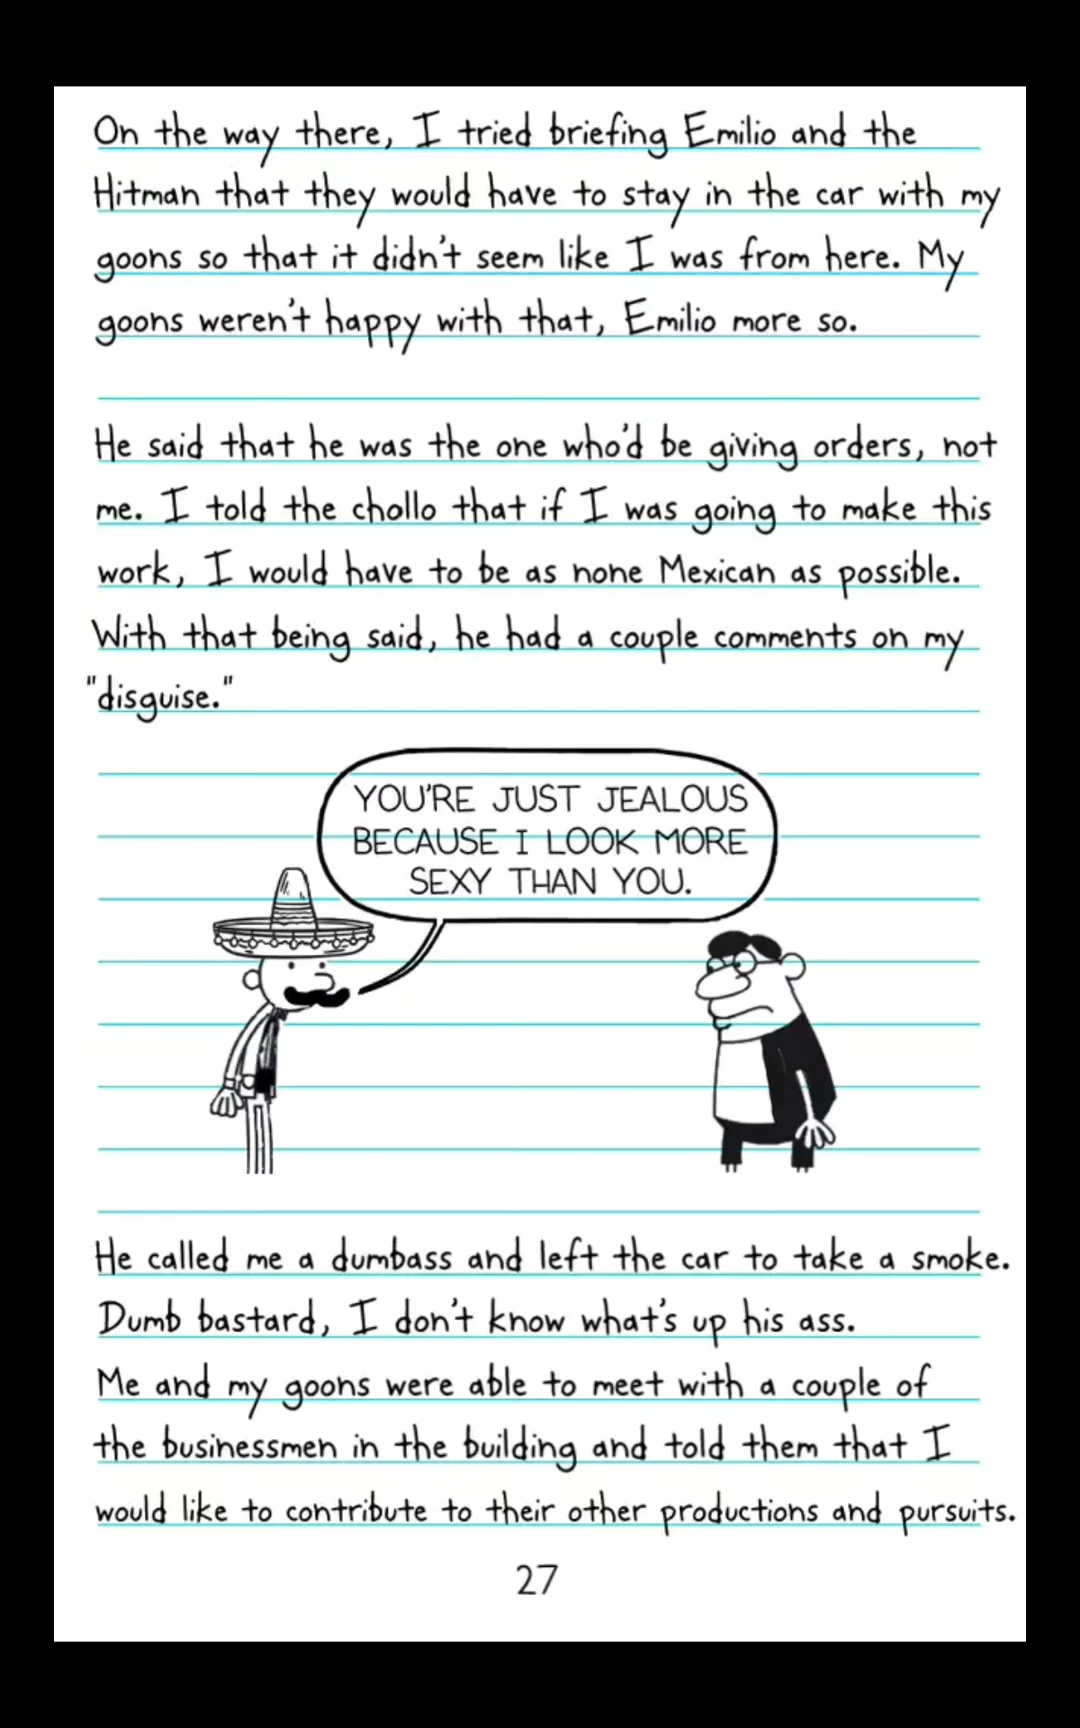 On the way there, I tried briefing Emilio and the
Hitman that they would have to stay in the car with my
goons so that it didn't seem like I was from here. My
goons weren't happy with that, Emilio more so.
He said that he was the one who'd be giving orders, not
me. I told the chollo that if I was going to make this
work, I would have to be as none Mexican as possible.
With that being said, he had a couple comments on my
"disguise."
YOU'RE JUST JEALOUS
BECAUSE I LOOK MORE
SEXY THAN YOU.
He called me a dumbass and left the car to take a smoke.
Dumb bastard, I don't know what's up his ass.
Me and my goons were able to meet with a couple of
the businessmen in the building and told them that I
would like to contribute to their other productions and pursuits.
27